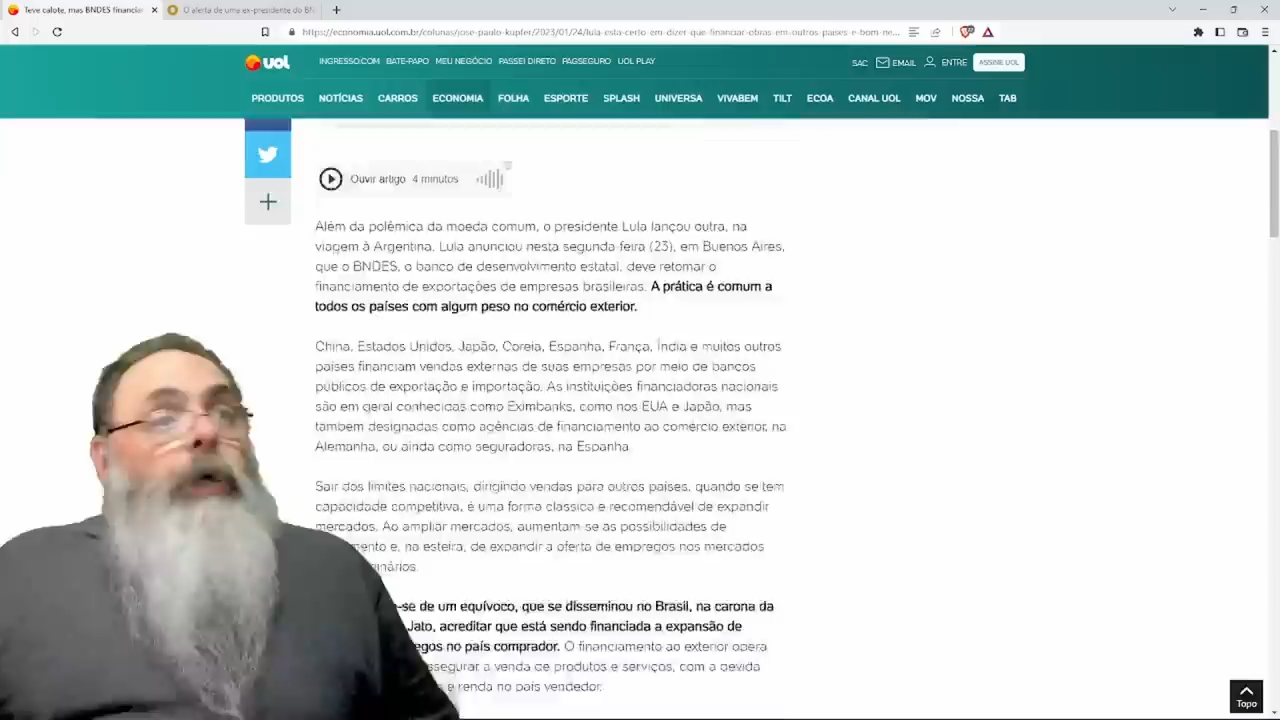 Teve calote, mas BNDES financiar
O alerta de uma ex-presidente do BN
https://economia.uol.com.br/colunas/jose-paulo-kupfer/2023/01/24/lula-esta-certo-em-dizer-que-financiar-obras-em-outros-paises-e-bom-ne...
UOL
INGRESSO.COM BATE-PAPO MEU NEGÓCIO PASSEI DIRETO PAGSEGURO UOL PLAY
SAC EMAIL ENTRE ASSINE UOL
PRODUTOS NOTÍCIAS CARROS ECONOMIA FOLHA ESPORTE SPLASH UNIVERSA VIVABEM TILT ECOA CANAL UOL MOV NOSSA TAB
Ouvir artigo 4 minutos
Além da polêmica da moeda comum, o presidente Lula lançou outra, na
viagem à Argentina. Lula anunciou nesta segunda-feira (23), em Buenos Aires,
que o BNDES, o banco de desenvolvimento estatal, deve retomar o
financiamento de exportações de empresas brasileiras. A prática é comum a
todos os países com algum peso no comércio exterior.
China, Estados Unidos, Japão, Coreia, Espanha, França, Índia e muitos outros
países financiam vendas externas de suas empresas por meio de bancos
públicos de exportação e importação. As instituições financiadoras nacionais
são em geral conhecidas como Eximbanks, como nos EUA e Japão, mas
também designadas como agências de financiamento ao comércio exterior, na
Alemanha, ou ainda como seguradoras, na Espanha.
Sair dos limites nacionais, dirigindo vendas para outros países, quando se tem
capacidade competitiva, é uma forma clássica e recomendável de expandir
mercados. Ao ampliar mercados, aumentam-se as possibilidades de
mento e, na esteira, de expandir a oferta de empregos nos mercados
inários.
-se de um equívoco, que se disseminou no Brasil, na carona da
Jato, acreditar que está sendo financiada a expansão de
egos no país comprador. O financiamento ao exterior opera
ssegurar a venda de produtos e serviços, com a devida
e renda no país vendedor.
Topo